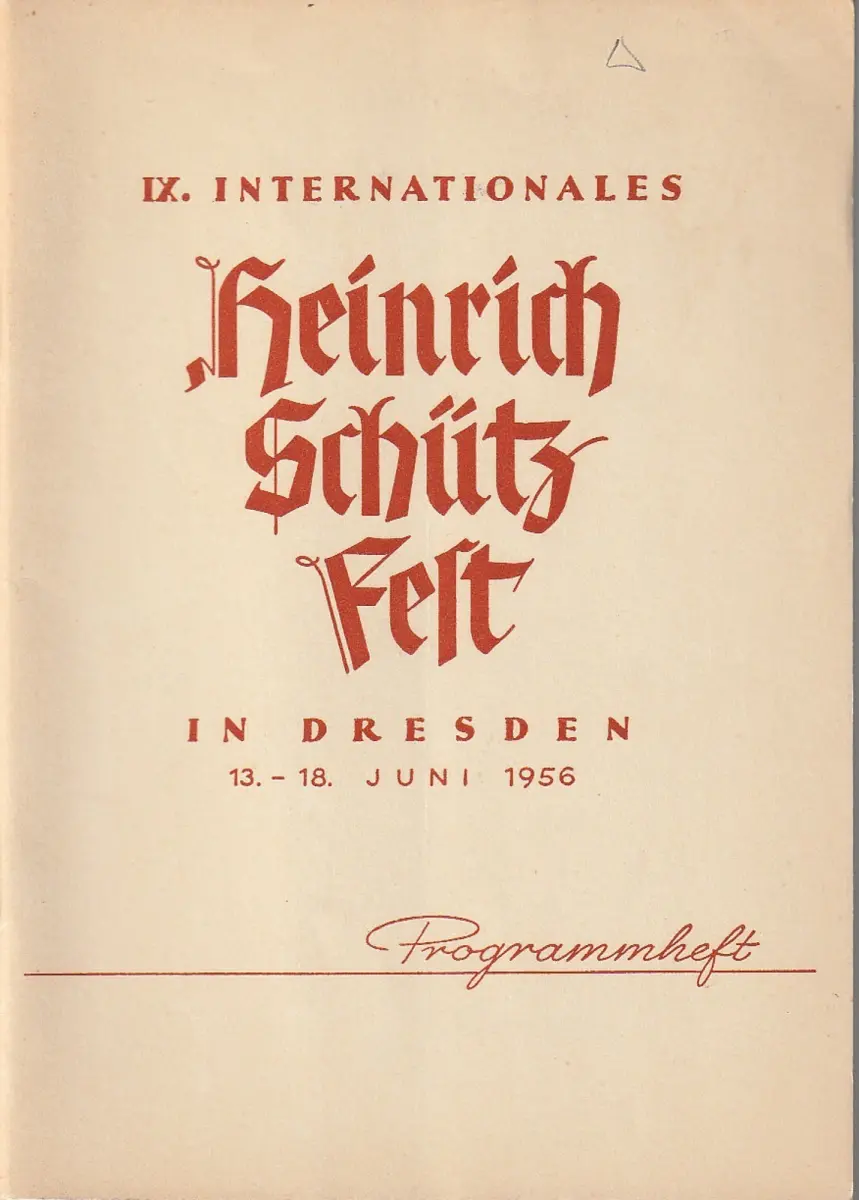 IX. INTERNATIONALES
Heinrich
Schütz
Feſt
IN DRESDEN
13. – 18. JUNI 1956
Programmheft